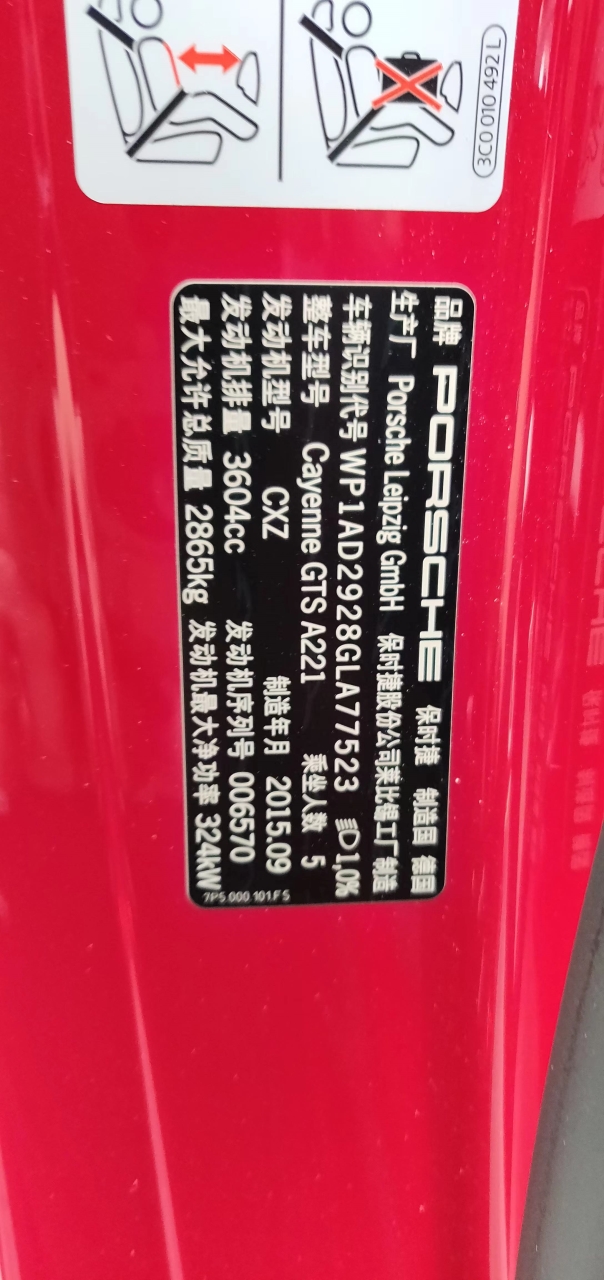 3C0 010 492 L
品牌 PORSCHE 保时捷 制造国 德国
生产厂 Porsche Leipzig GmbH 保时捷股份公司莱比锡工厂 制造
车辆识别代号 WP1AD2928GLA77523 1,0%
整车型号 Cayenne GTS A221 乘坐人数 5
发动机型号 CXZ 制造年月 2015.09
发动机排量 3604cc 发动机序列号 006570
最大允许总质量 2865kg 发动机最大净功率 324kW
7P5.000.101.FS